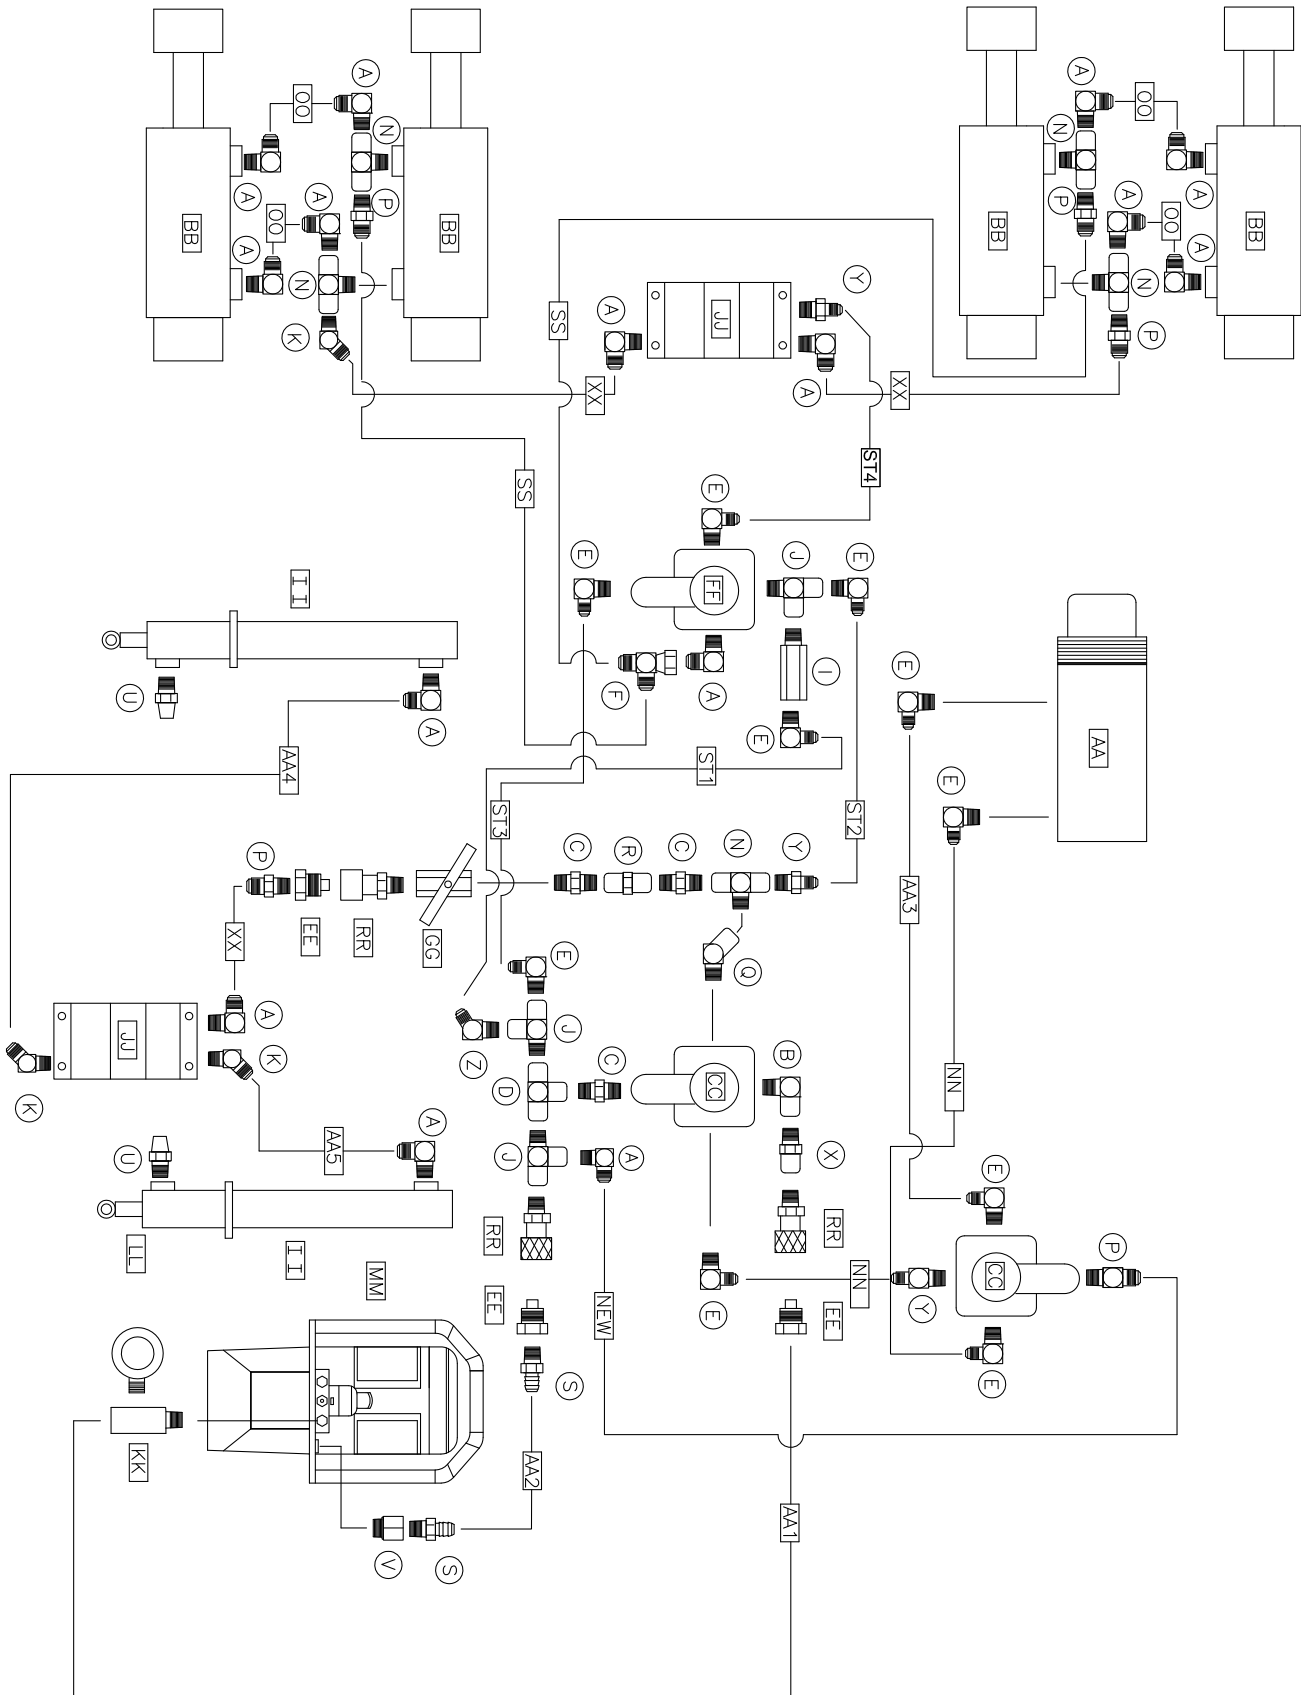 A
A
OO
OO
N
N
A
A
P
P
A
A
OO
OO
BB
BB
BB
BB
A
A
Y
N
N
A
SS
JJ
K
P
A
XX
XX
ST4
SS
E
E
J
E
II
FF
E
I
U
F
A
A
E
AA
ST1
AA4
E
ST3
ST2
P
C
R
C
N
Y
AA3
EE
RR
GG
XX
E
Q
A
J
JJ
K
Z
C
B
CC
NN
D
K
A
AA5
U
J
A
X
E
RR
RR
LL
II
MM
P
CC
NN
EE
NEW
E
EE
Y
E
S
KK
AA2
AA1
V
S